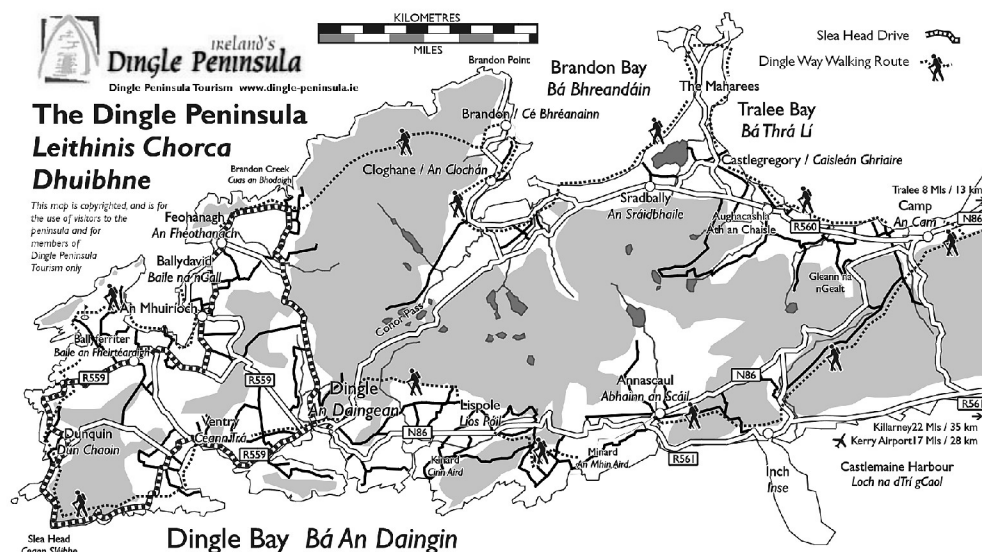 IRELAND'S
Dingle Peninsula
Dingle Peninsula Tourism www.dingle-peninsula.ie
The Dingle Peninsula
Leithinis Chorca
Dhuibhne
This map is copyrighted, and is for
the use of visitors to the
peninsula and for
members of
Dingle Peninsula
Tourism only
KILOMETRES
MILES
Slea Head Drive
Dingle Way Walking Route
Brandon Point
Brandon Bay
Bá Bhreandáin
The Maharees
Tralee Bay
Bá Thrá Lí
Brandon / Cé Bhréanainn
Cloghane / An Clochán
Castlegregory / Caisleán Ghriaire
Brandon Creek
Cuas an Bhodaigh
Feohanagh
An Fheothanach
Sradbally
An Sráidbhaile
Aughacashla
Ath an Chaisle
R560
Tralee 8 Mls / 13 km
Camp
An Cam
N86
Ballydavid
Baile na nGall
Gleann na
nGealt
An Mhuiríoch
Conor Pass
Ballyferriter
Baile an Fheirtéaraigh
R559
R559
Dingle
An Daingean
Annascaul
Abhainn an Scáil
N86
Lispole
Lios Póil
R561
Killarney22 Mls / 35 km
Kerry Airport17 Mls / 28 km
Ventry
Ceann Trá
Dunquin
Dún Chaoin
R559
N86
Kinard
Cinn Aird
Minard
An Mhin Aird
R561
Inch
Inse
Castlemaine Harbour
Loch na dTrí gCaol
Slea Head
Ceann Sléibhe
Dingle Bay Bá An Daingin